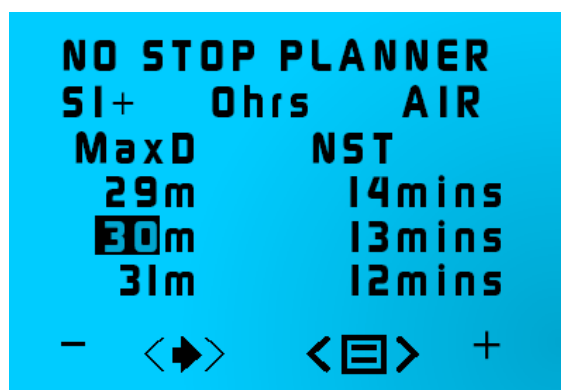 NO STOP PLANNER
SI+ 0hrs AIR
MaxD NST
29m 14mins
30m 13mins
31m 12mins
- < > < > +